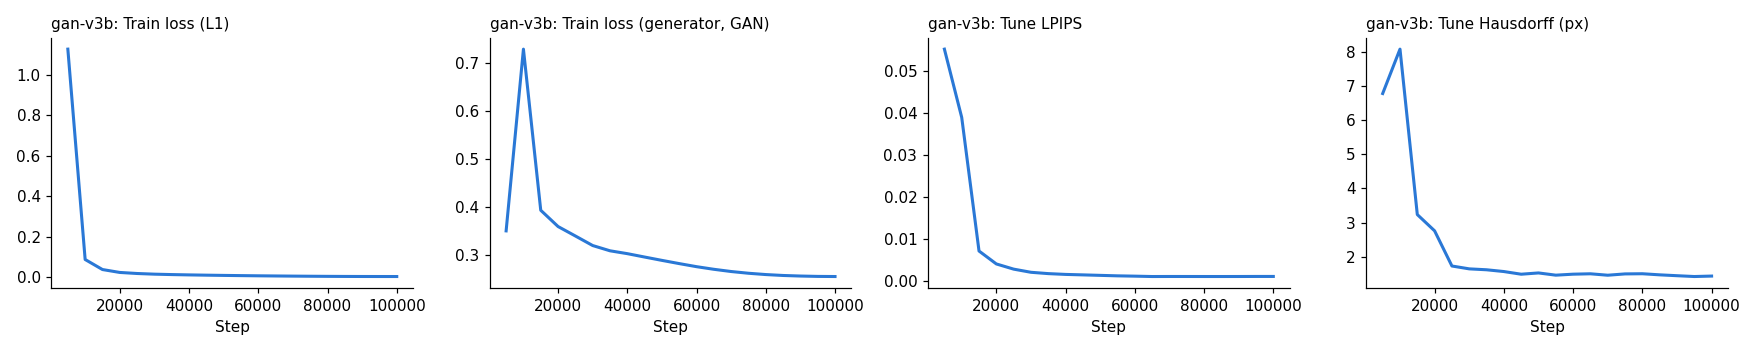 gan-v3b: Train loss (L1)
1.0
0.8
0.6
0.4
0.2
0.0
20000 40000 60000 80000 100000
Step
gan-v3b: Train loss (generator, GAN)
0.7
0.6
0.5
0.4
0.3
20000 40000 60000 80000 100000
Step
gan-v3b: Tune LPIPS
0.05
0.04
0.03
0.02
0.01
0.00
20000 40000 60000 80000 100000
Step
gan-v3b: Tune Hausdorff (px)
8
7
6
5
4
3
2
20000 40000 60000 80000 100000
Step